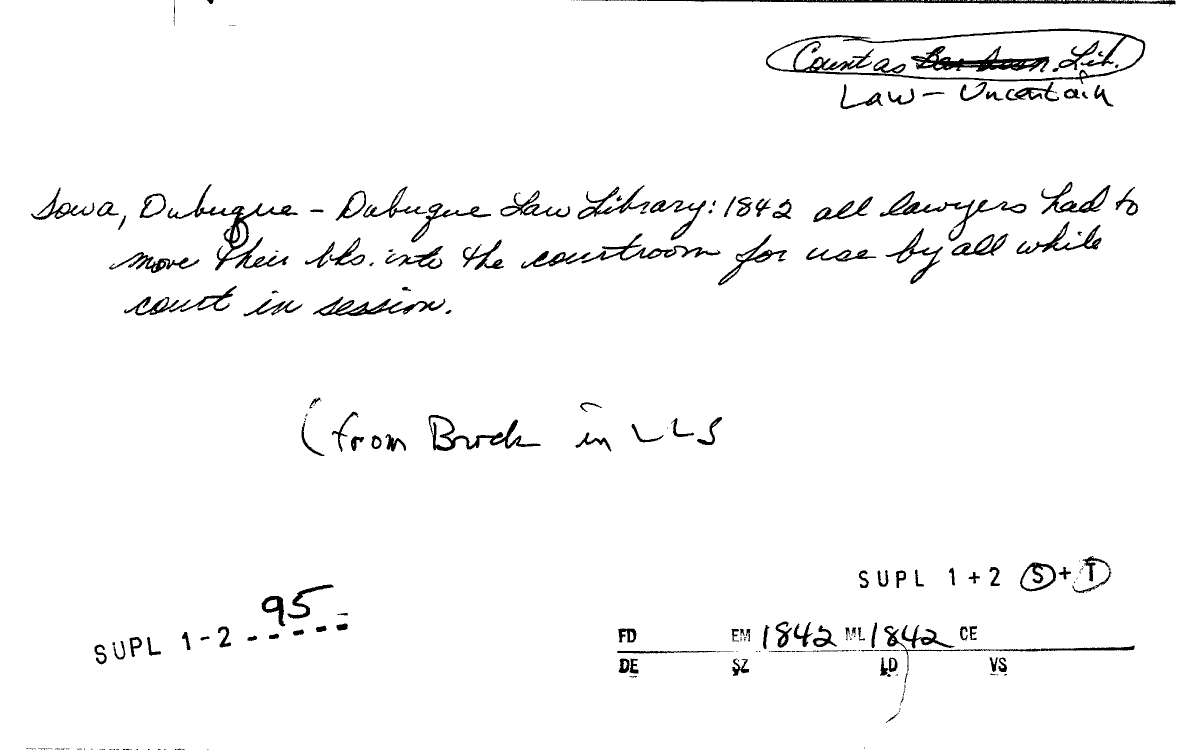 Count as Lib.
Law - Uncertain
Iowa, Dubuque - Dubuque Law Library: 1842 all lawyers had to
move their bks. into the courtroom for use by all while
court in session.
(from Brock in LLS
SUPL 1+2 S+T
SUPL 1-2 95
FD EM 1842 ML 1842 CE
DE SZ LD VS